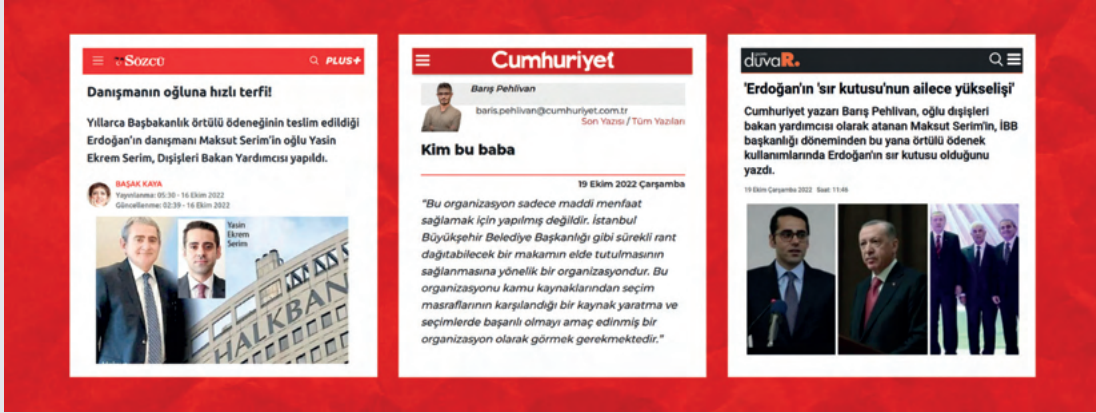 Sözcü
PLUS+
Danışmanın oğluna hızlı terfi!
Yıllarca Başbakanlık örtülü ödeneğinin teslim edildiği
Erdoğan'ın danışmanı Maksut Serim'in oğlu Yasin
Ekrem Serim, Dışişleri Bakan Yardımcısı yapıldı.
BAŞAK KAYA
Yayınlanma: 05:30 - 16 Ekim 2022
Güncellenme: 02:39 - 16 Ekim 2022
Yasin
Ekrem
Serim
HALKBANK
Cumhuriyet
Barış Pehlivan
baris.pehlivan@cumhuriyet.com.tr
Son Yazısı / Tüm Yazıları
Kim bu baba
19 Ekim 2022 Çarşamba
"Bu organizasyon sadece maddi menfaat
sağlamak için yapılmış değildir. İstanbul
Büyükşehir Belediye Başkanlığı gibi sürekli rant
dağıtabilecek bir makamın elde tutulmasının
sağlanmasına yönelik bir organizasyondur. Bu
organizasyonu kamu kaynaklarından seçim
masraflarının karşılandığı bir kaynak yaratma ve
seçimlerde başarılı olmayı amaç edinmiş bir
organizasyon olarak görmek gerekmektedir."
duvaR.
'Erdoğan'ın 'sır kutusu'nun ailece yükselişi'
Cumhuriyet yazarı Barış Pehlivan, oğlu dışişleri
bakan yardımcısı olarak atanan Maksut Serim'in, İBB
başkanlığı döneminden bu yana örtülü ödenek
kullanımlarında Erdoğan'ın sır kutusu olduğunu
yazdı.
19 Ekim Çarşamba 2022 Saat: 11:46